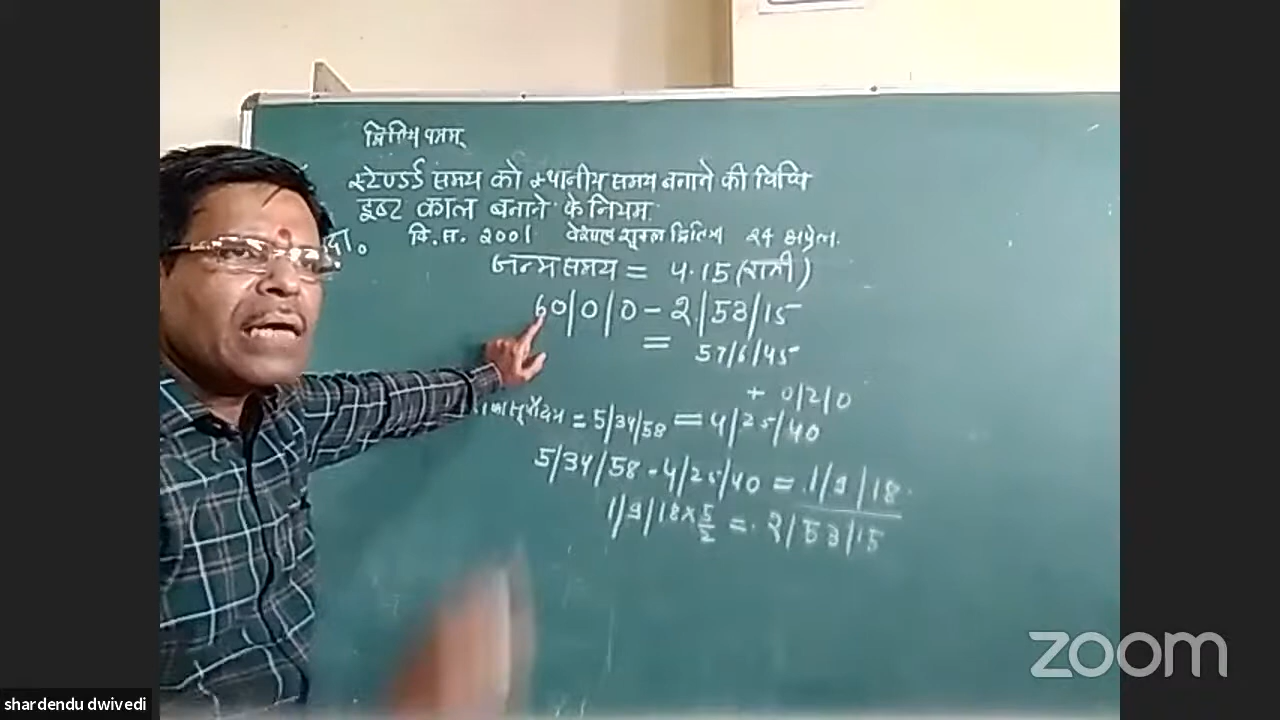 द्वितिय पत्रम्
स्टेण्डर्ड समय को स्थानीय समय बनाने की विधि
इष्ट काल बनाने के नियम.
दा० वि.स. 2001 शुक्ल द्वितिया 24 अप्रेल.
जन्म समय = 4.15 (रात्री)
60/0/0 - 2/53/15
= 57/6/45
+ 0/2/0
का सूर्योदय = 5/34/58 = 4/25/40
5/34/58 - 4/25/40 = 1/9/18
1/9/18 × 5/2 = 2/53/15
zoom
shardendu dwivedi